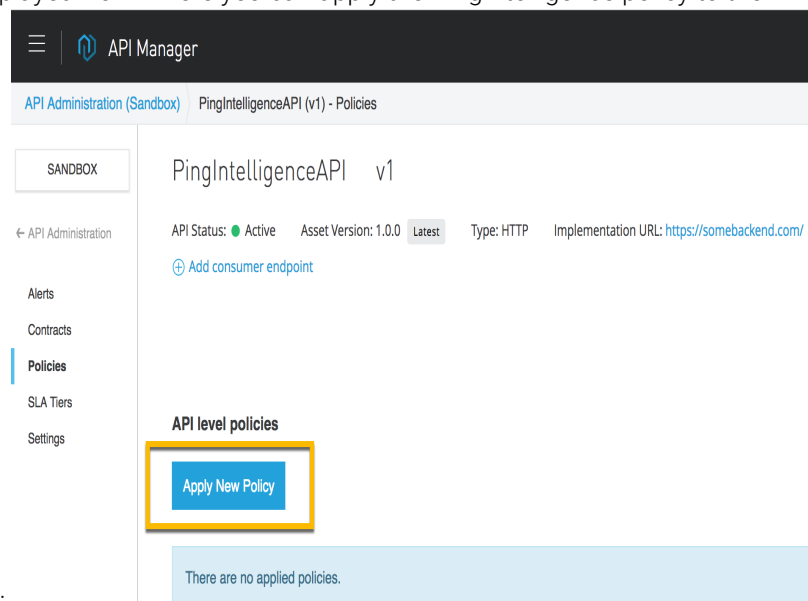 API Manager
API Administration (Sandbox) PingIntelligenceAPI (v1) - Policies
SANDBOX
PingIntelligenceAPI v1
← API Administration
API Status: Active Asset Version: 1.0.0 Latest Type: HTTP Implementation URL: https://somebackend.com/
Add consumer endpoint
Alerts
Contracts
Policies
SLA Tiers
Settings
API level policies
Apply New Policy
There are no applied policies.
.